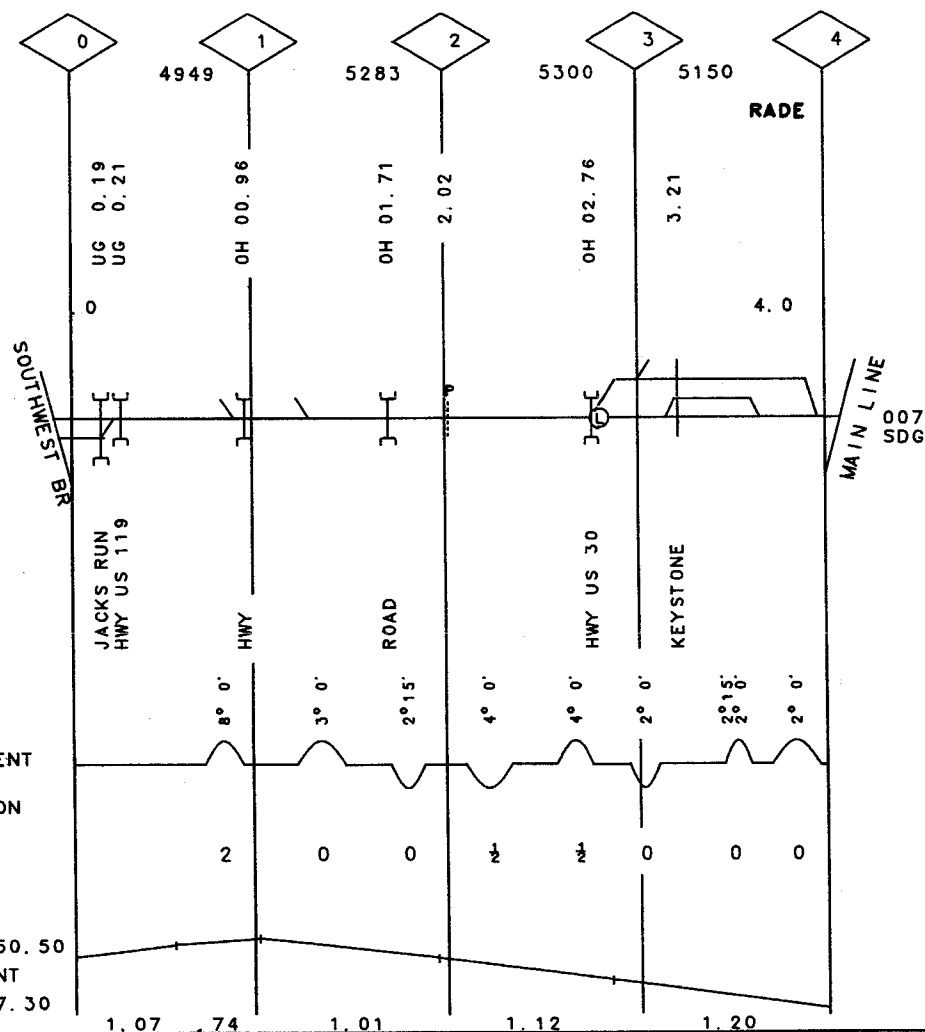 0 1 2 3 4
4949 5283 5300 5150
RADE
UG 0.19
UG 0.21
OH 00.96
OH 01.71
2.02
OH 02.76
3.21
.0
4.0
SOUTHWEST BR
P
L
MAIN LINE
007
SDG
JACKS RUN
HWY US 119
HWY
ROAD
HWY US 30
KEYSTONE
8° 0'
3° 0'
2°15'
4° 0'
4° 0'
2° 0'
2°15'
2° 0'
2° 0'
ENT
ON
2 0 0 ½ ½ 0 0 0
50.50
NT
7.30
1.07 .74 1.01 1.12 1.20